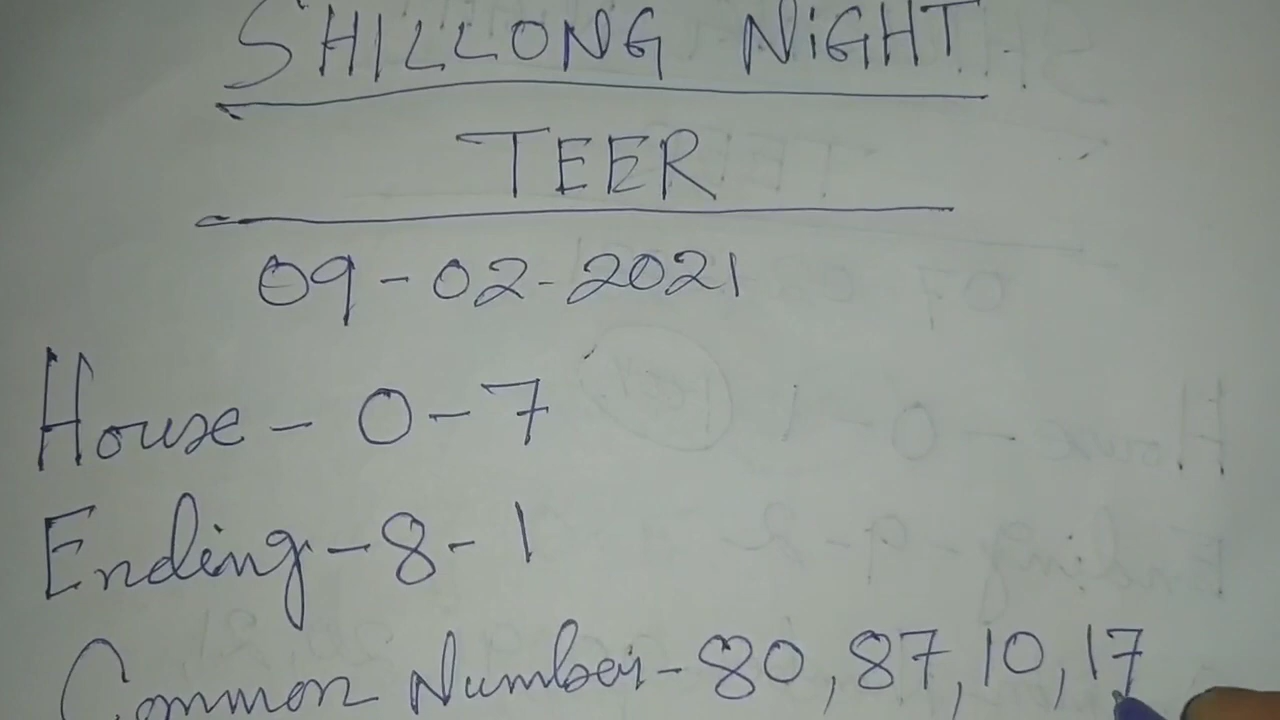 SHILLONG NIGHT
TEER
09-02-2021
House - 0-7
Ending - 8-1
Common Number - 80, 87, 10, 17